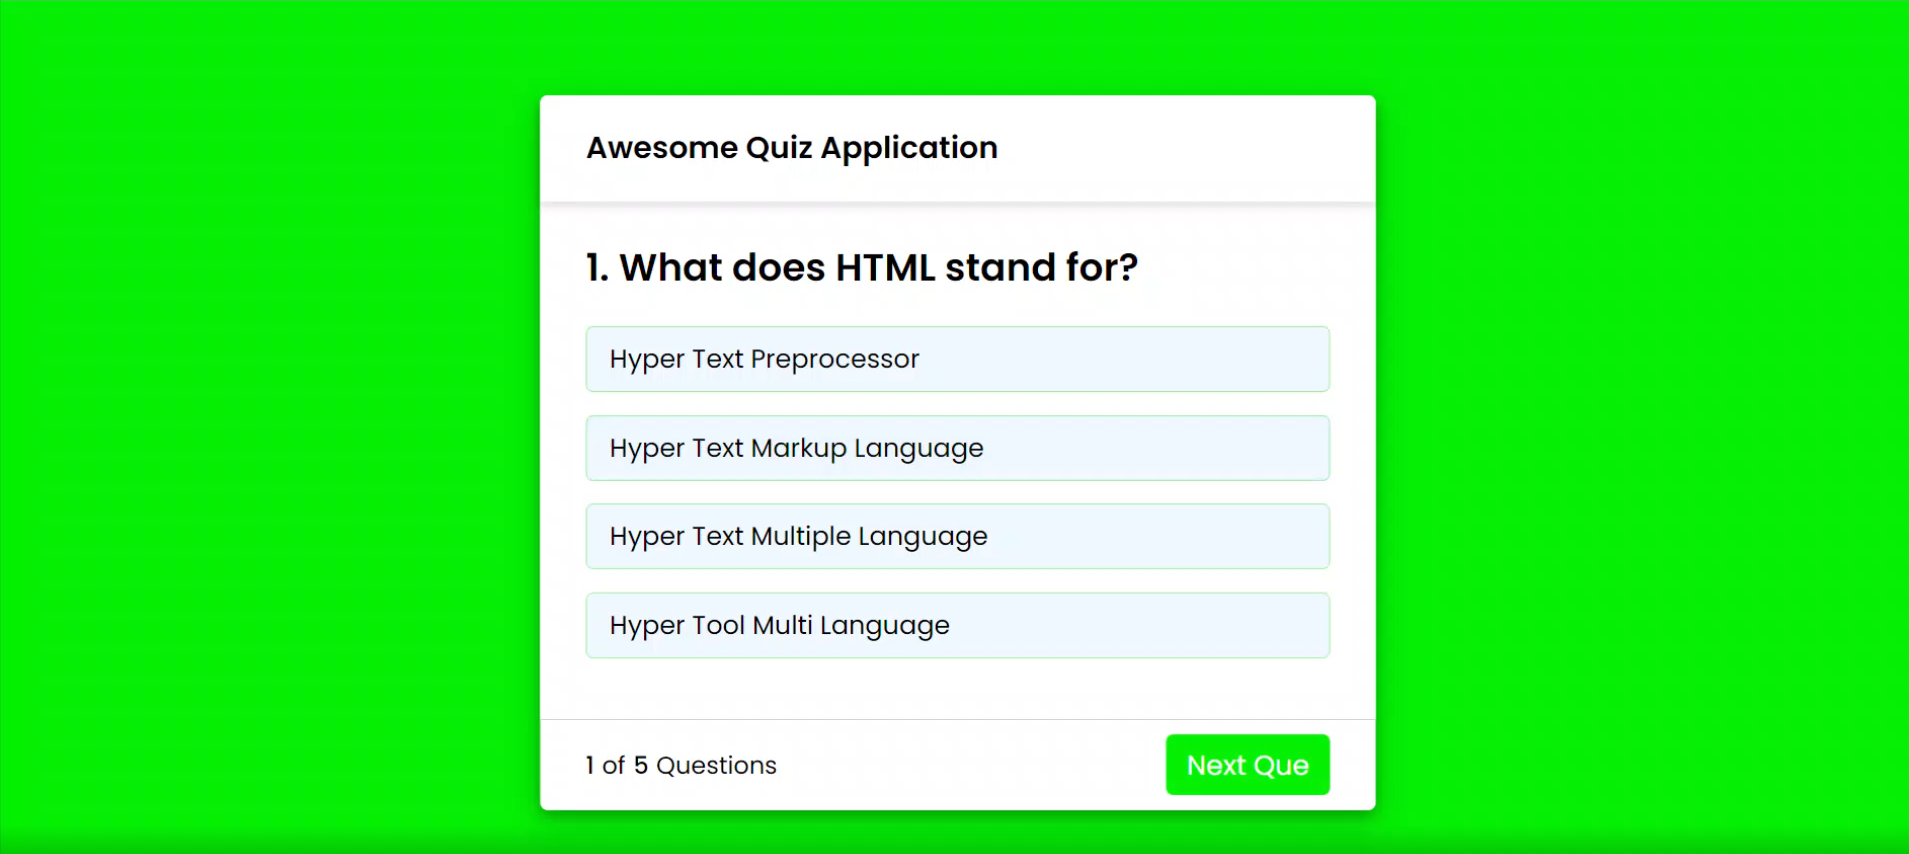 Awesome Quiz Application
1. What does HTML stand for?
Hyper Text Preprocessor
Hyper Text Markup Language
Hyper Text Multiple Language
Hyper Tool Multi Language
1 of 5 Questions
Next Que